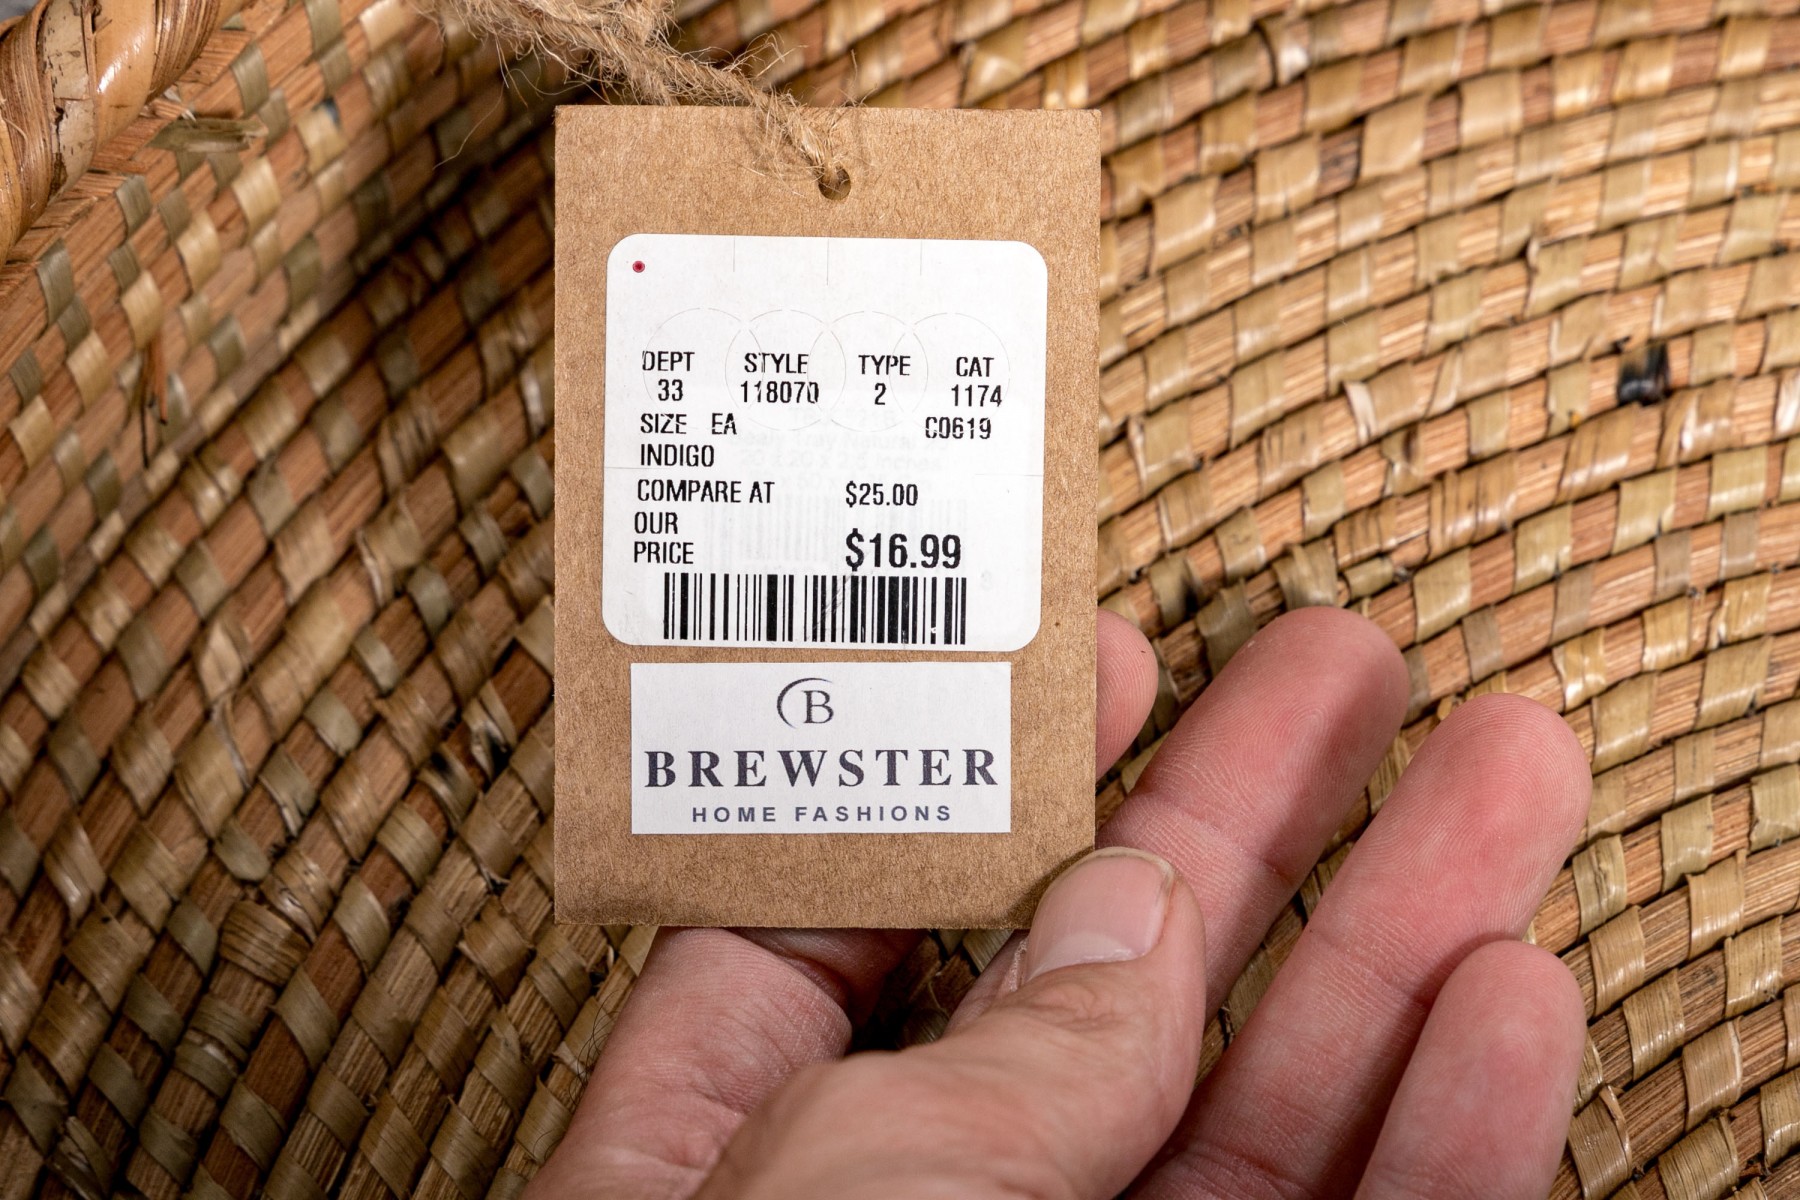 DEPT STYLE TYPE CAT
33 118070 2 1174
SIZE EA C0619
INDIGO
COMPARE AT $25.00
OUR
PRICE $16.99
B
BREWSTER
HOME FASHIONS